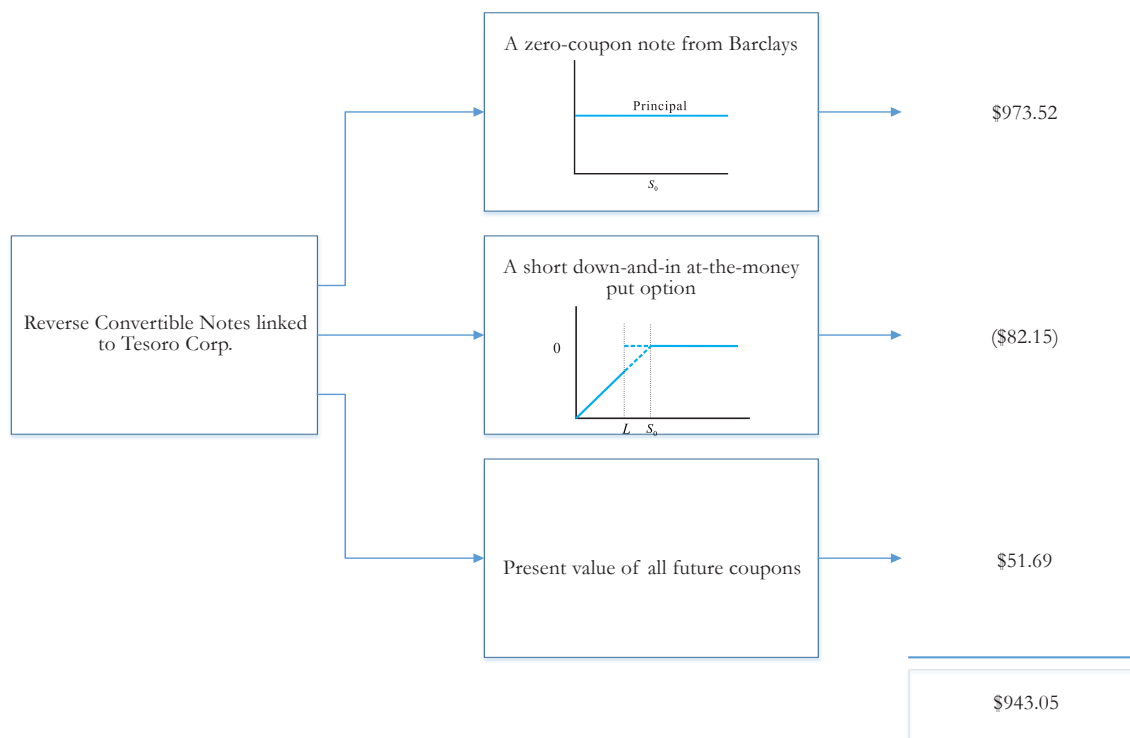 A zero-coupon note from Barclays
Principal
S₀
$973.52
Reverse Convertible Notes linked
to Tesoro Corp.
A short down-and-in at-the-money
put option
0
L S₀
($82.15)
Present value of all future coupons
$51.69
$943.05